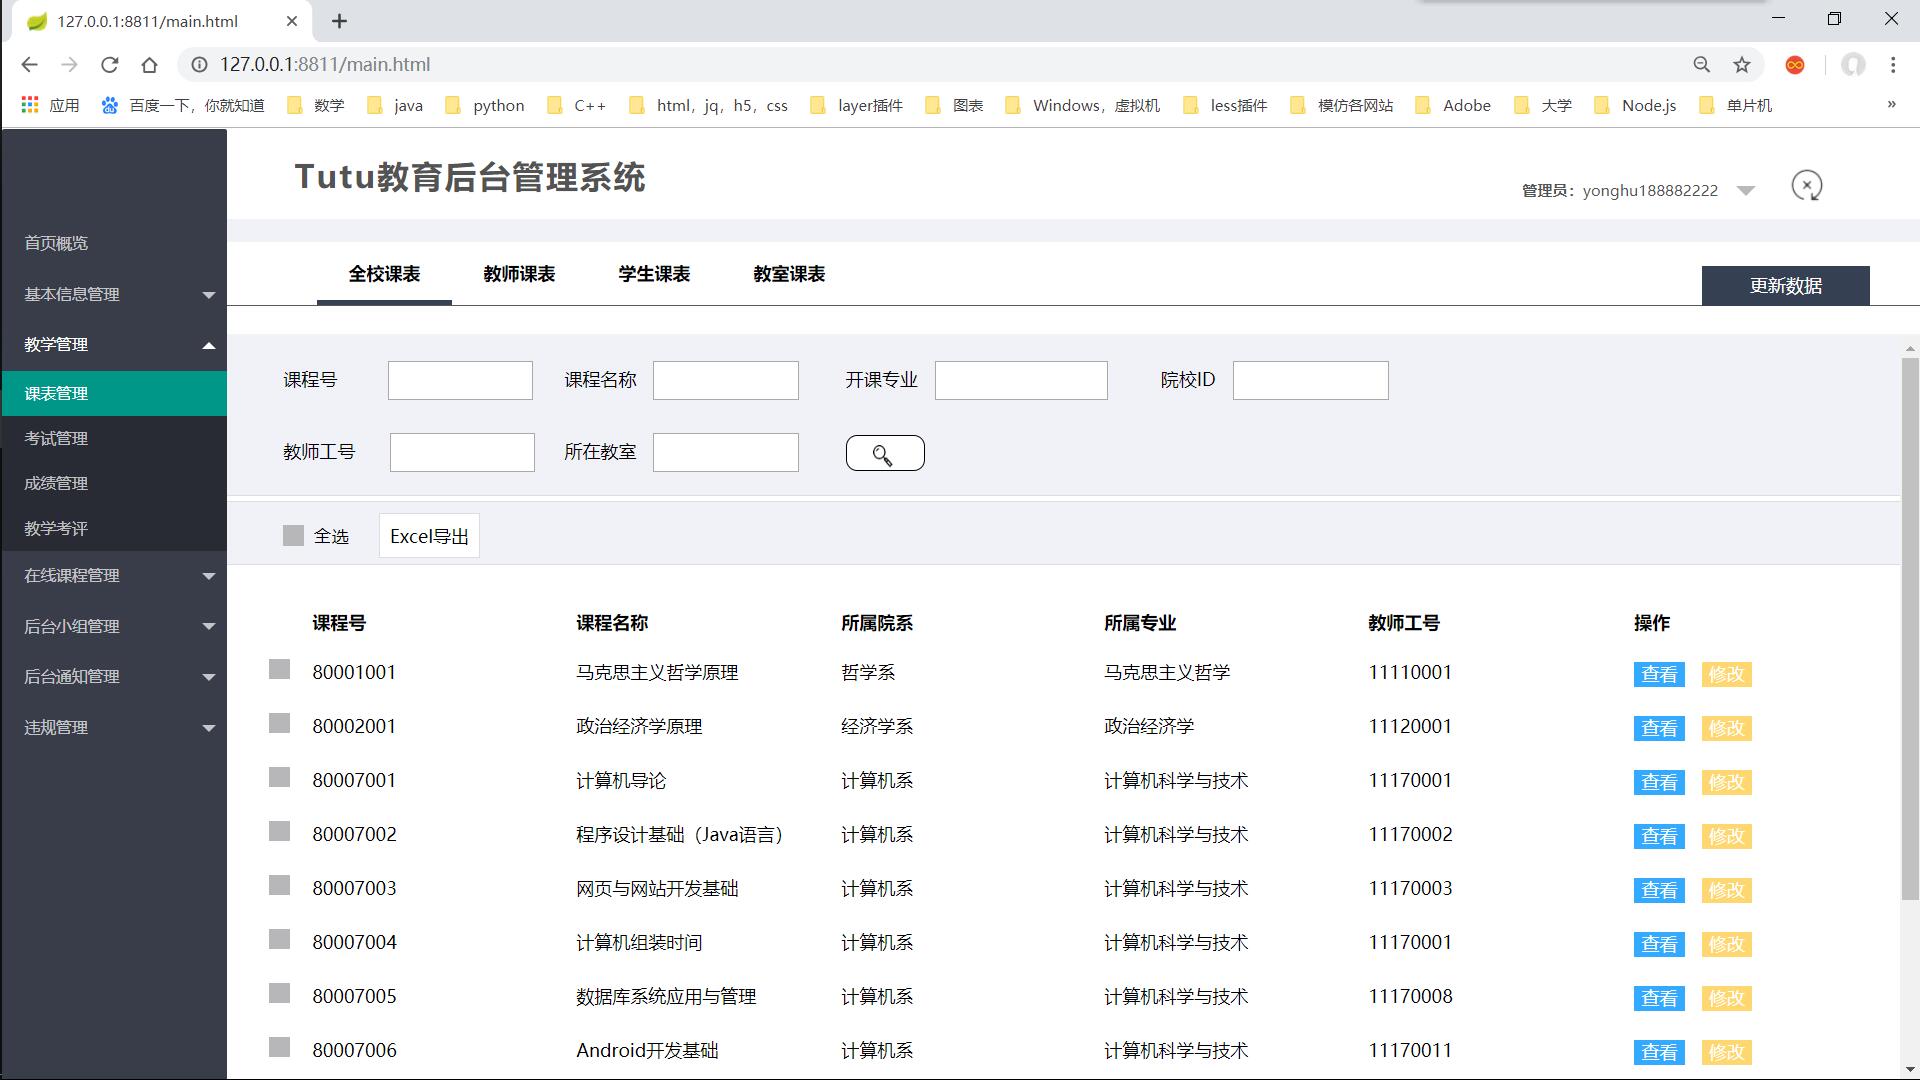 127.0.0.1:8811/main.html
127.0.0.1:8811/main.html
应用 百度一下，你就知道 数学 java python C++ html，jq，h5，css layer插件 图表 Windows，虚拟机 less插件 模仿各网站 Adobe 大学 Node.js 单片机 »
Tutu教育后台管理系统
管理员：yonghu188882222
首页概览
基本信息管理
教学管理
课表管理
考试管理
成绩管理
教学考评
在线课程管理
后台小组管理
后台通知管理
违规管理
全校课表 教师课表 学生课表 教室课表 更新数据
课程号 课程名称 开课专业 院校ID
教师工号 所在教室
全选 Excel导出
课程号 课程名称 所属院系 所属专业 教师工号 操作
80001001 马克思主义哲学原理 哲学系 马克思主义哲学 11110001 查看 修改
80002001 政治经济学原理 经济学系 政治经济学 11120001 查看 修改
80007001 计算机导论 计算机系 计算机科学与技术 11170001 查看 修改
80007002 程序设计基础（Java语言） 计算机系 计算机科学与技术 11170002 查看 修改
80007003 网页与网站开发基础 计算机系 计算机科学与技术 11170003 查看 修改
80007004 计算机组装时间 计算机系 计算机科学与技术 11170001 查看 修改
80007005 数据库系统应用与管理 计算机系 计算机科学与技术 11170008 查看 修改
80007006 Android开发基础 计算机系 计算机科学与技术 11170011 查看 修改